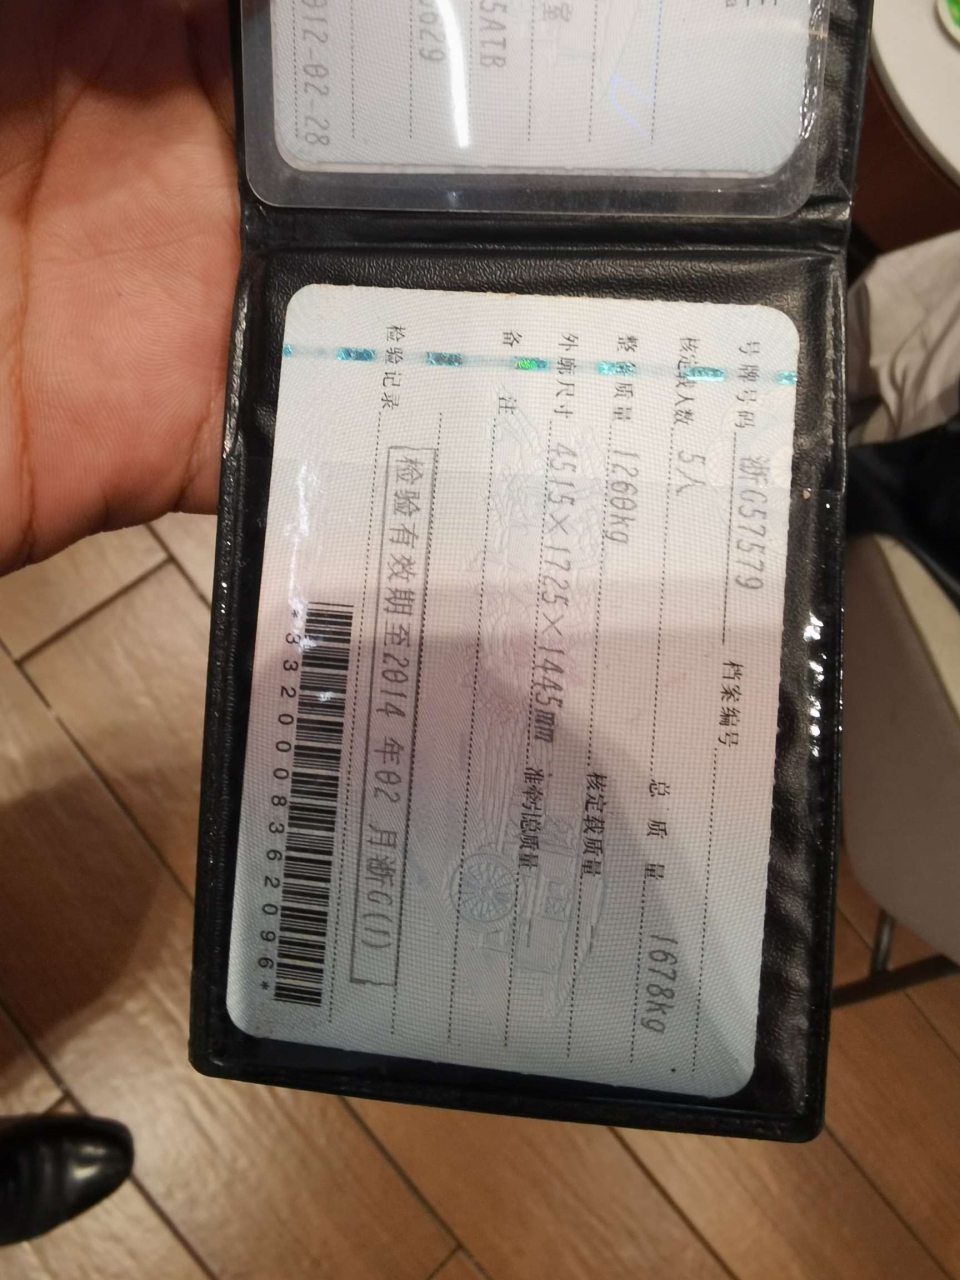 5ATB
6629
012-02-28
号牌号码 浙G57579 档案编号
核定载人数 5人 总质量 1678kg
整备质量 1260kg 核定载质量
外廓尺寸 4515×1725×1445mm 准牵引总质量
备注
检验有效期至2014年02月浙G(1)
检验记录
*3320008362096*